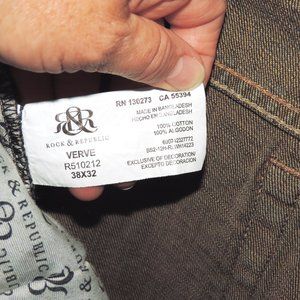 RN 130273 CA 55394
MADE IN BANGLADESH
HECHO EN BANGLADESH
100% COTTON
100% ALGODON
EXCLUSIVE OF DECORATION
EXCEPTO DECORACION
R&R
ROCK & REPUBLIC
VERVE
R510212
38X32
& REPUBLIC